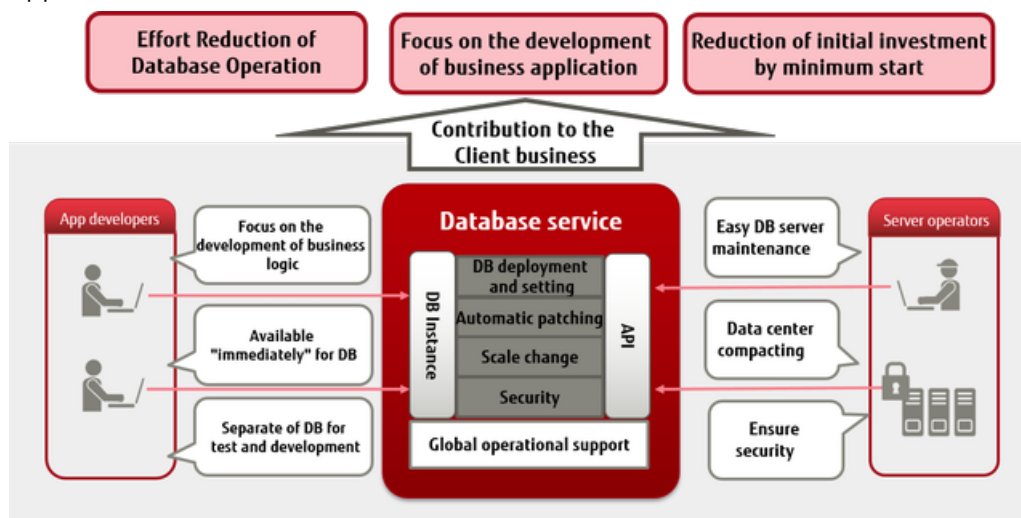 Effort Reduction of
Database Operation
Focus on the development
of business application
Reduction of initial investment
by minimum start
Contribution to the
Client business
App developers
Focus on the
development of business
logic
Available
"immediately" for DB
Separate of DB for
test and development
Database service
DB Instance
DB deployment
and setting
Automatic patching
Scale change
Security
API
Global operational support
Easy DB server
maintenance
Data center
compacting
Ensure
security
Server operators